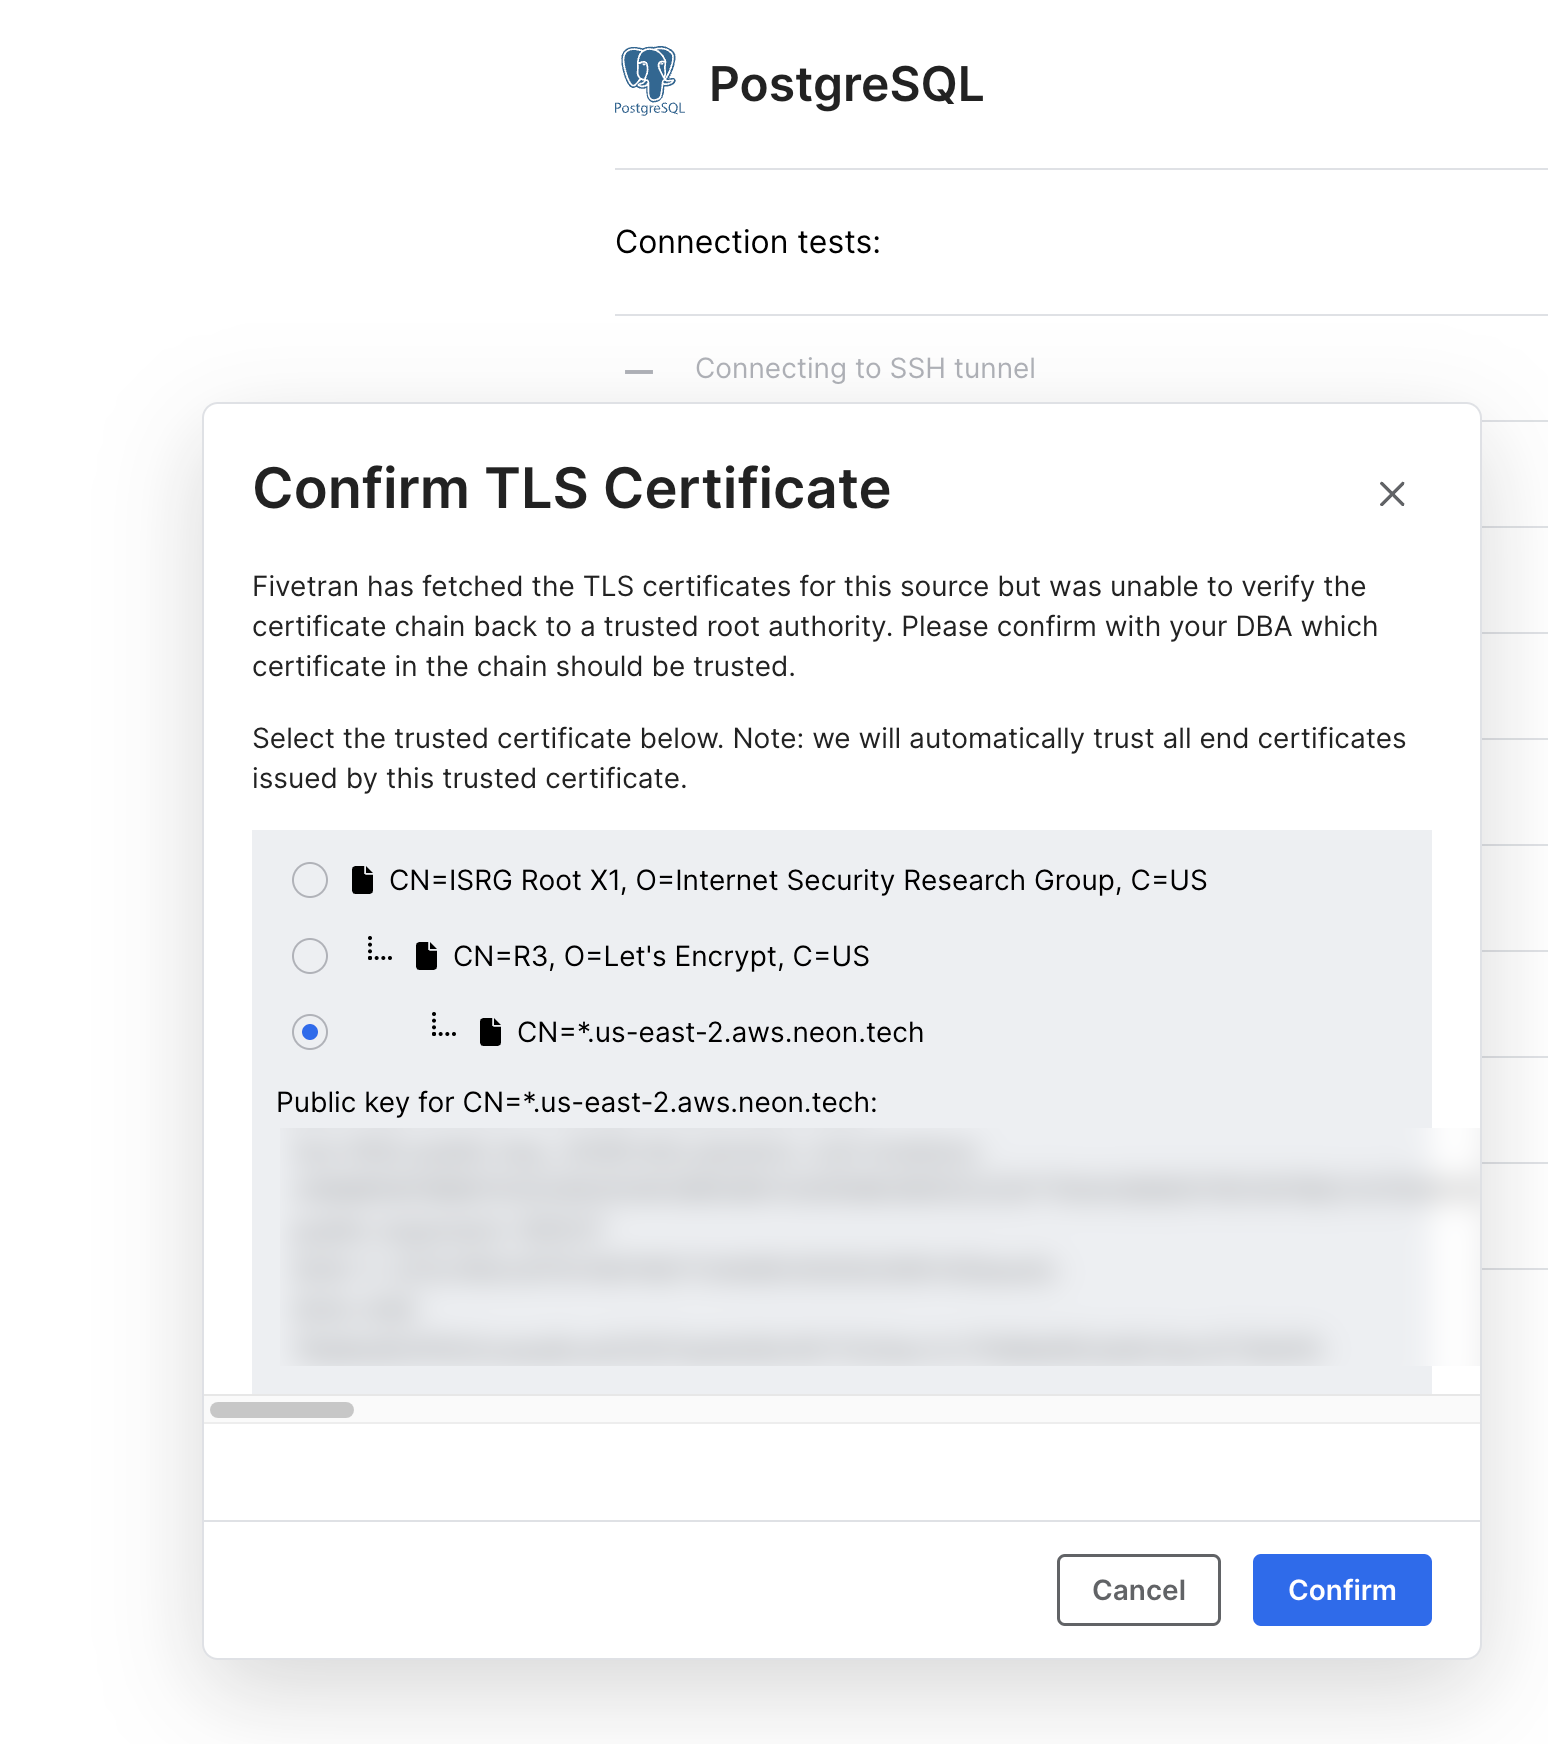 PostgreSQL
PostgreSQL
Connection tests:
Connecting to SSH tunnel
Confirm TLS Certificate
Fivetran has fetched the TLS certificates for this source but was unable to verify the
certificate chain back to a trusted root authority. Please confirm with your DBA which
certificate in the chain should be trusted.
Select the trusted certificate below. Note: we will automatically trust all end certificates
issued by this trusted certificate.
CN=ISRG Root X1, O=Internet Security Research Group, C=US
CN=R3, O=Let's Encrypt, C=US
CN=*.us-east-2.aws.neon.tech
Public key for CN=*.us-east-2.aws.neon.tech:
Cancel
Confirm